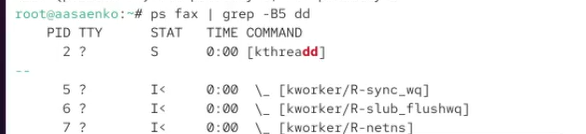 root@aasaenko:~# ps fax | grep -B5 dd
PID TTY STAT TIME COMMAND
2 ? S 0:00 [kthreadd]
--
5 ? I< 0:00 \_ [kworker/R-sync_wq]
6 ? I< 0:00 \_ [kworker/R-slub_flushwq]
7 ? I< 0:00 \_ [kworker/R-netns]